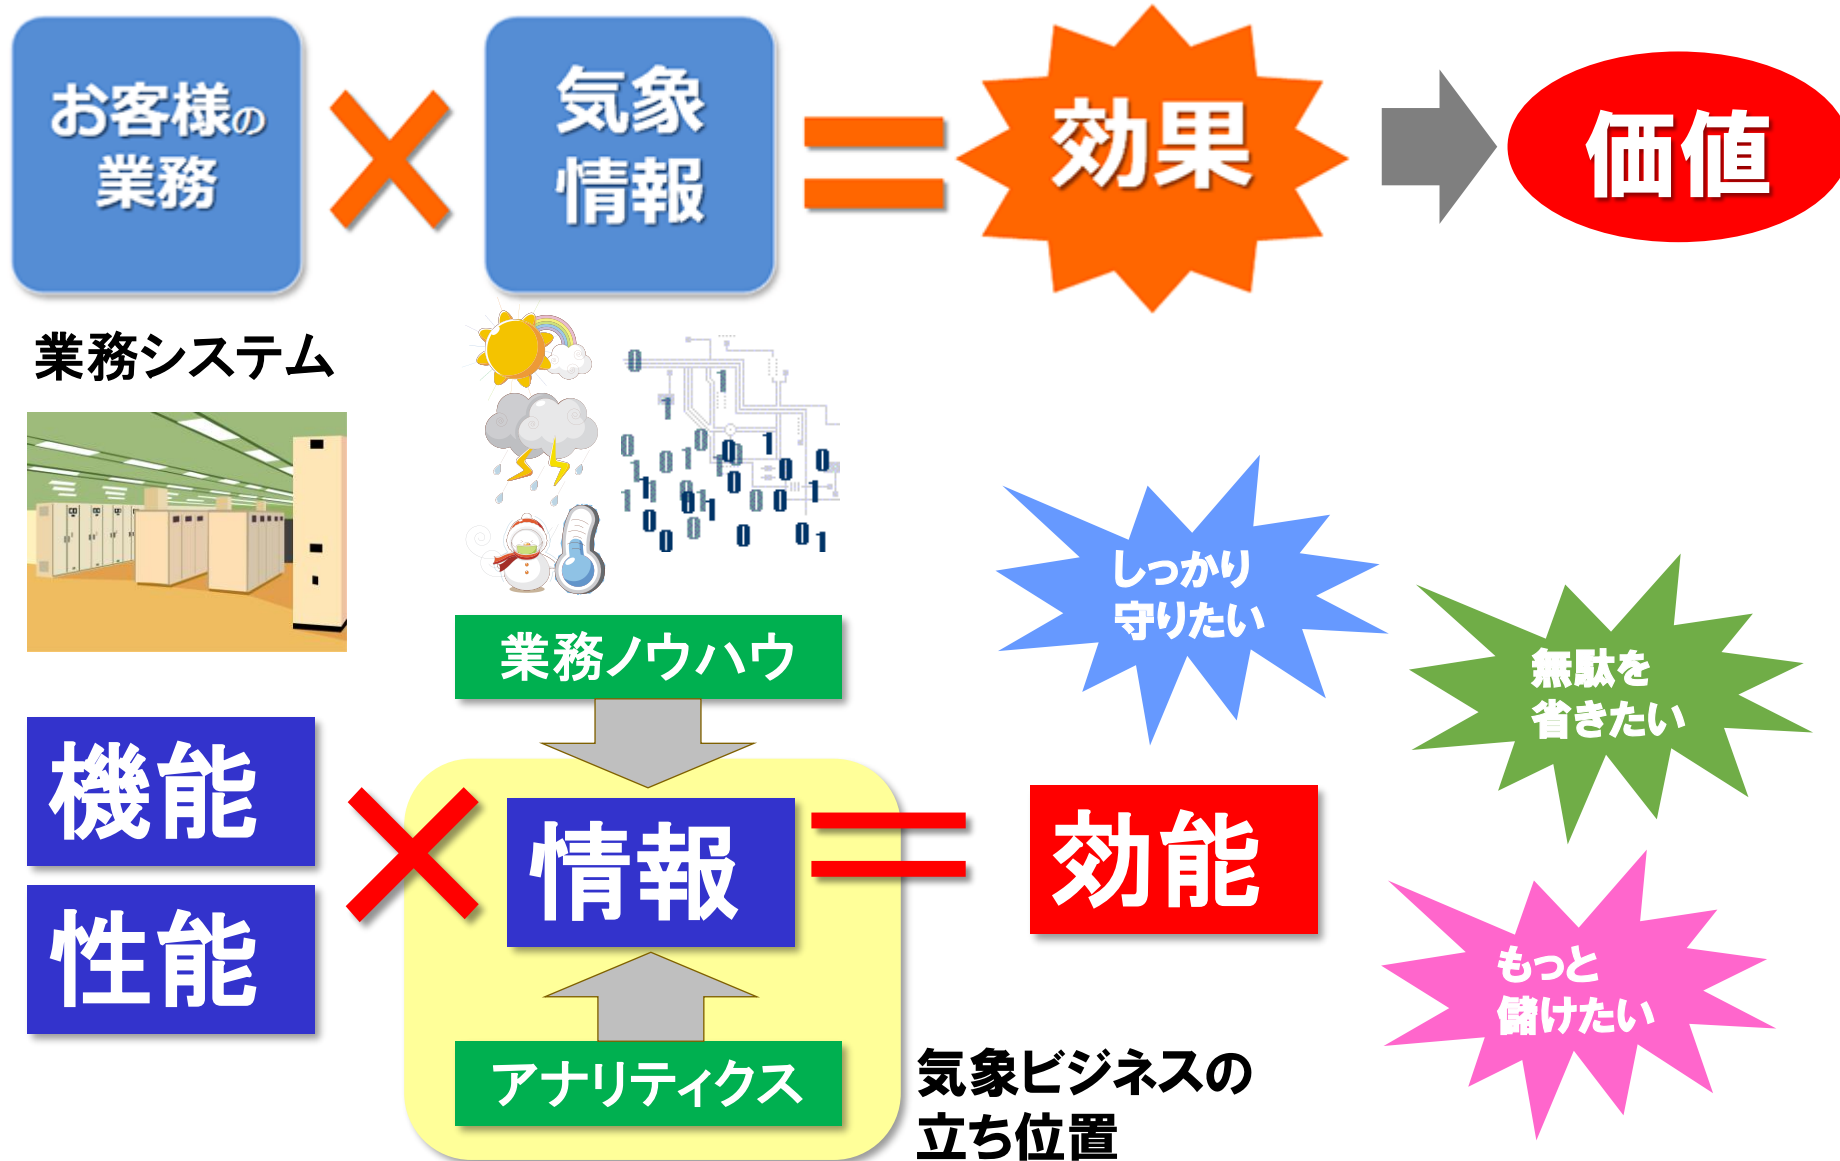 お客様の
業務
気象
情報
効果
価値
業務システム
しっかり
守りたい
業務ノウハウ
無駄を
省きたい
機能
情報
効能
性能
もっと
儲けたい
アナリティクス
気象ビジネスの
立ち位置